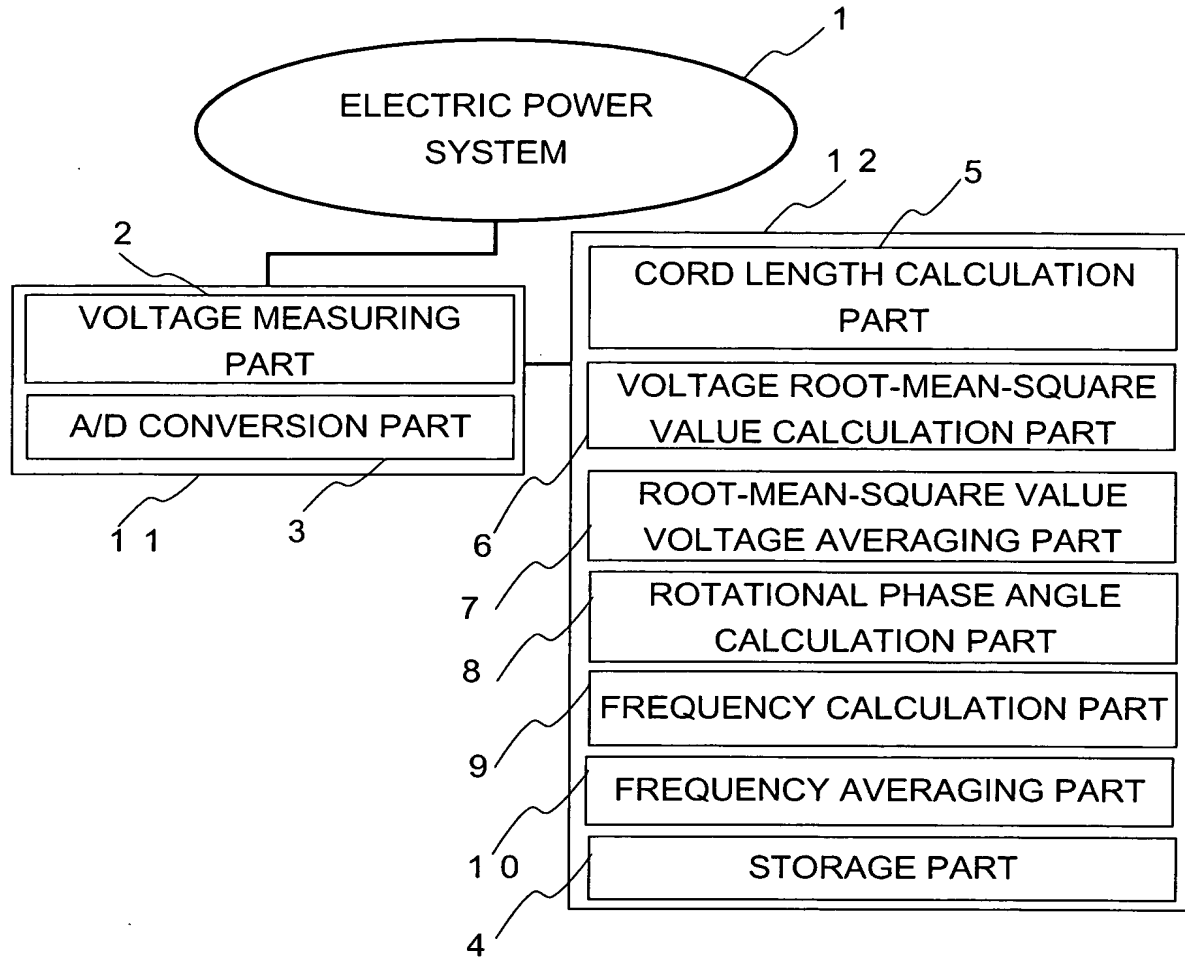 1
ELECTRIC POWER
SYSTEM
1 2
5
2
CORD LENGTH CALCULATION
PART
VOLTAGE MEASURING
PART
VOLTAGE ROOT-MEAN-SQUARE
VALUE CALCULATION PART
A/D CONVERSION PART
1 1
3
6
ROOT-MEAN-SQUARE VALUE
VOLTAGE AVERAGING PART
7
ROTATIONAL PHASE ANGLE
CALCULATION PART
8
FREQUENCY CALCULATION PART
9
FREQUENCY AVERAGING PART
1 0
STORAGE PART
4